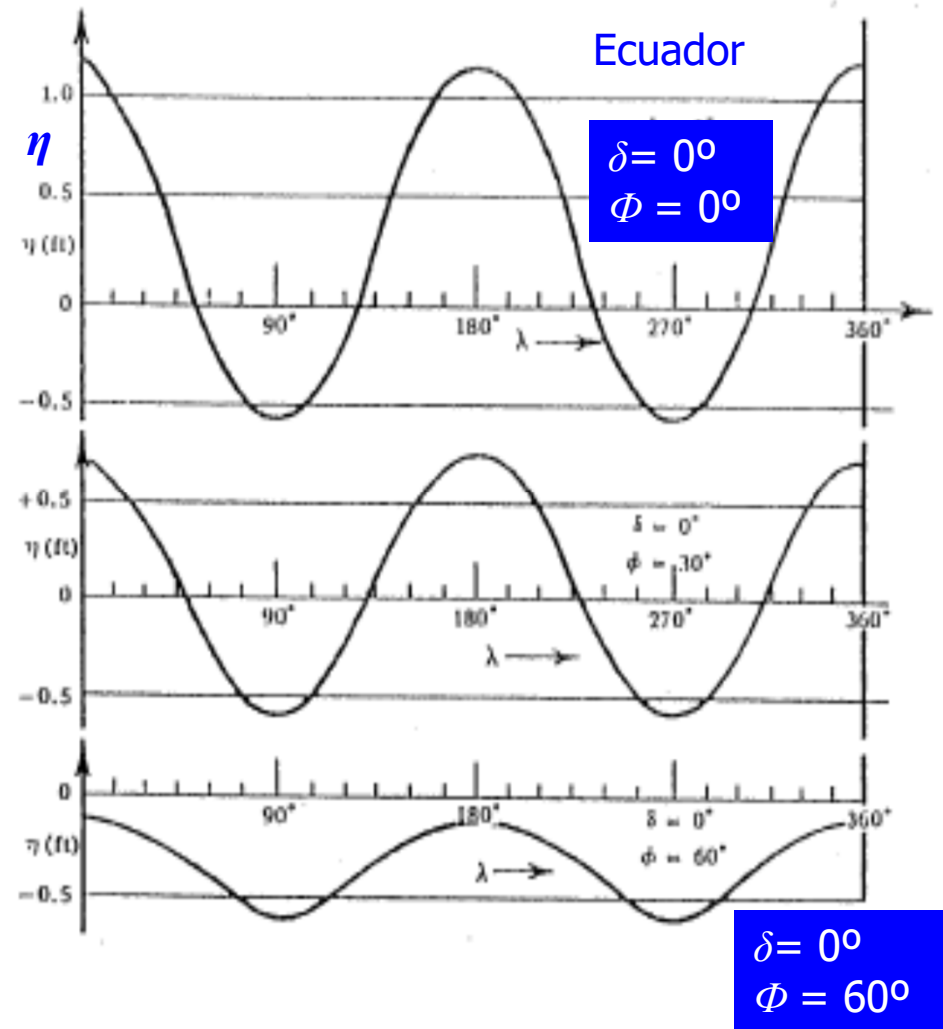 Ecuador
1.0
η
δ= 0º
Φ = 0º
0.5
η (ft)
0
90°
180°
270°
360°
λ
−0.5
+0.5
δ = 0°
ϕ = 30°
η (ft)
0
90°
180°
270°
360°
λ
−0.5
0
90°
180°
δ = 0°
360°
η (ft)
ϕ = 60°
λ
−0.5
δ= 0º
Φ = 60º